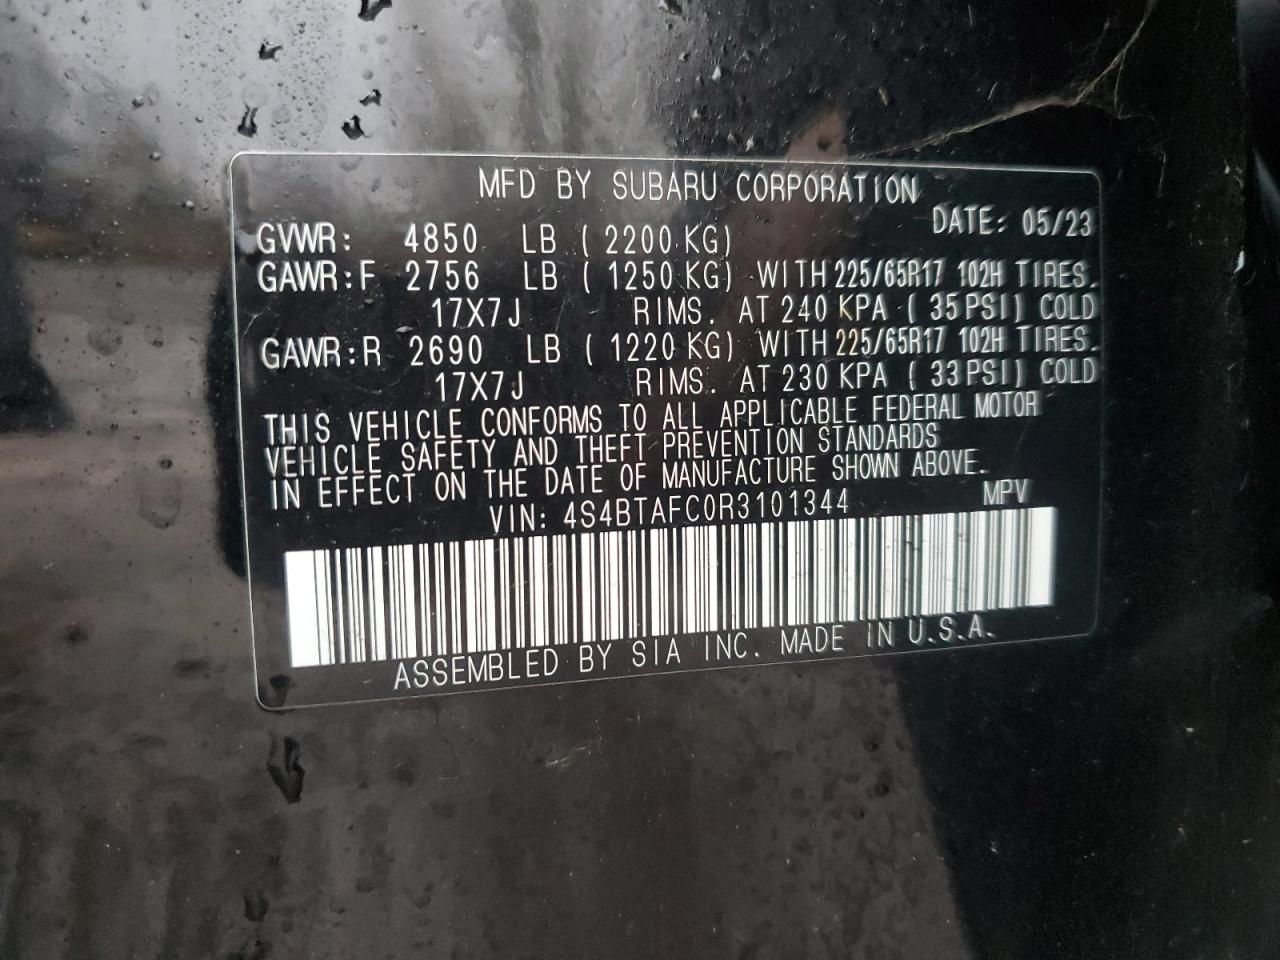 MFD BY SUBARU CORPORATION
DATE: 05/23
GVWR: 4850 LB ( 2200 KG)
GAWR:F 2756 LB ( 1250 KG) WITH 225/65R17 102H TIRES.
17X7J RIMS. AT 240 KPA ( 35 PSI) COLD
GAWR:R 2690 LB ( 1220 KG) WITH 225/65R17 102H TIRES.
17X7J RIMS. AT 230 KPA ( 33 PSI) COLD
THIS VEHICLE CONFORMS TO ALL APPLICABLE FEDERAL MOTOR
VEHICLE SAFETY AND THEFT PREVENTION STANDARDS
IN EFFECT ON THE DATE OF MANUFACTURE SHOWN ABOVE.
VIN: 4S4BTAFC0R3101344 MPV
ASSEMBLED BY SIA INC. MADE IN U.S.A.